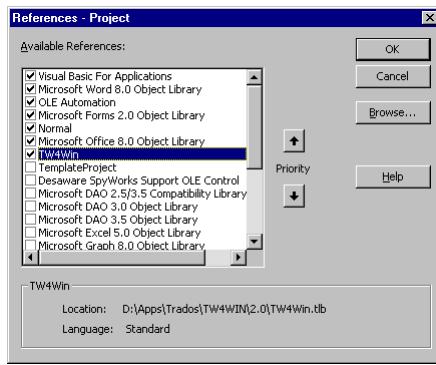 References - Project
Available References:
Visual Basic For Applications
Microsoft Word 8.0 Object Library
OLE Automation
Microsoft Forms 2.0 Object Library
Normal
Microsoft Office 8.0 Object Library
TW4Win
TemplateProject
Desaware SpyWorks Support OLE Control
Microsoft DAO 2.5/3.5 Compatibility Library
Microsoft DAO 3.0 Object Library
Microsoft DAO 3.5 Object Library
Microsoft Excel 5.0 Object Library
Microsoft Graph 8.0 Object Library
Priority
OK
Cancel
Browse...
Help
TW4Win
Location: D:\Apps\Trados\TW4WIN\2.0\TW4Win.tlb
Language: Standard